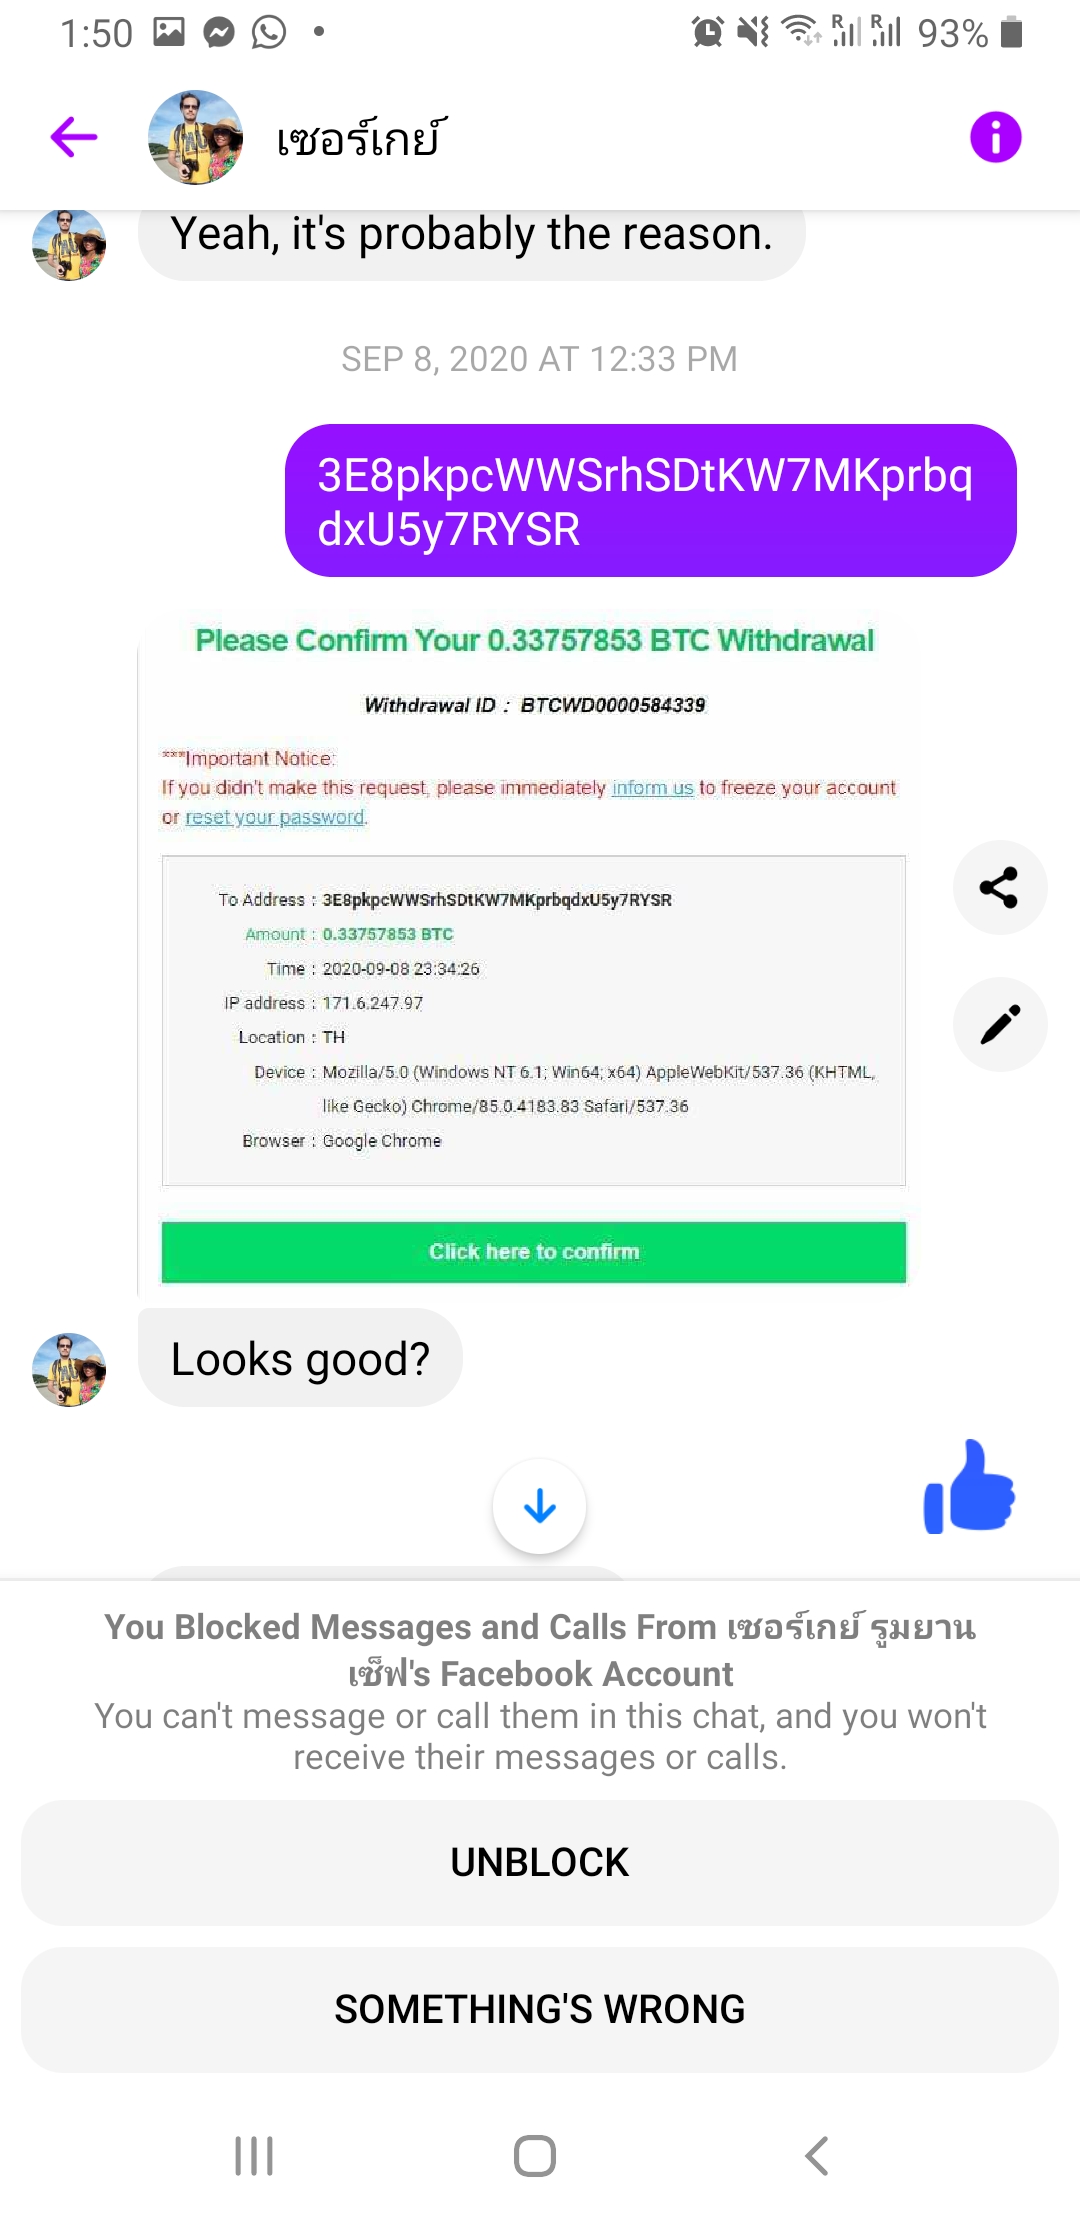 1:50 93%
เซอร์เกย์
Yeah, it's probably the reason.
SEP 8, 2020 AT 12:33 PM
3E8pkpcWWSrhSDtKW7MKprbq
dxU5y7RYSR
Please Confirm Your 0.33757853 BTC Withdrawal
Withdrawal ID : BTCWD0000584339
***Important Notice:
If you didn't make this request, please immediately inform us to freeze your account
or reset your password.
To Address : 3E8pkpcWWSrhSDtKW7MKprbqdxU5y7RYSR
Amount : 0.33757853 BTC
Time : 2020-09-08 23:34:26
IP address : 171.6.247.97
Location : TH
Device : Mozilla/5.0 (Windows NT 6.1; Win64; x64) AppleWebKit/537.36 (KHTML,
like Gecko) Chrome/85.0.4183.83 Safari/537.36
Browser : Google Chrome
Click here to confirm
Looks good?
You Blocked Messages and Calls From เซอร์เกย์ รูมยาน
เซ็ฟ's Facebook Account
You can't message or call them in this chat, and you won't
receive their messages or calls.
UNBLOCK
SOMETHING'S WRONG